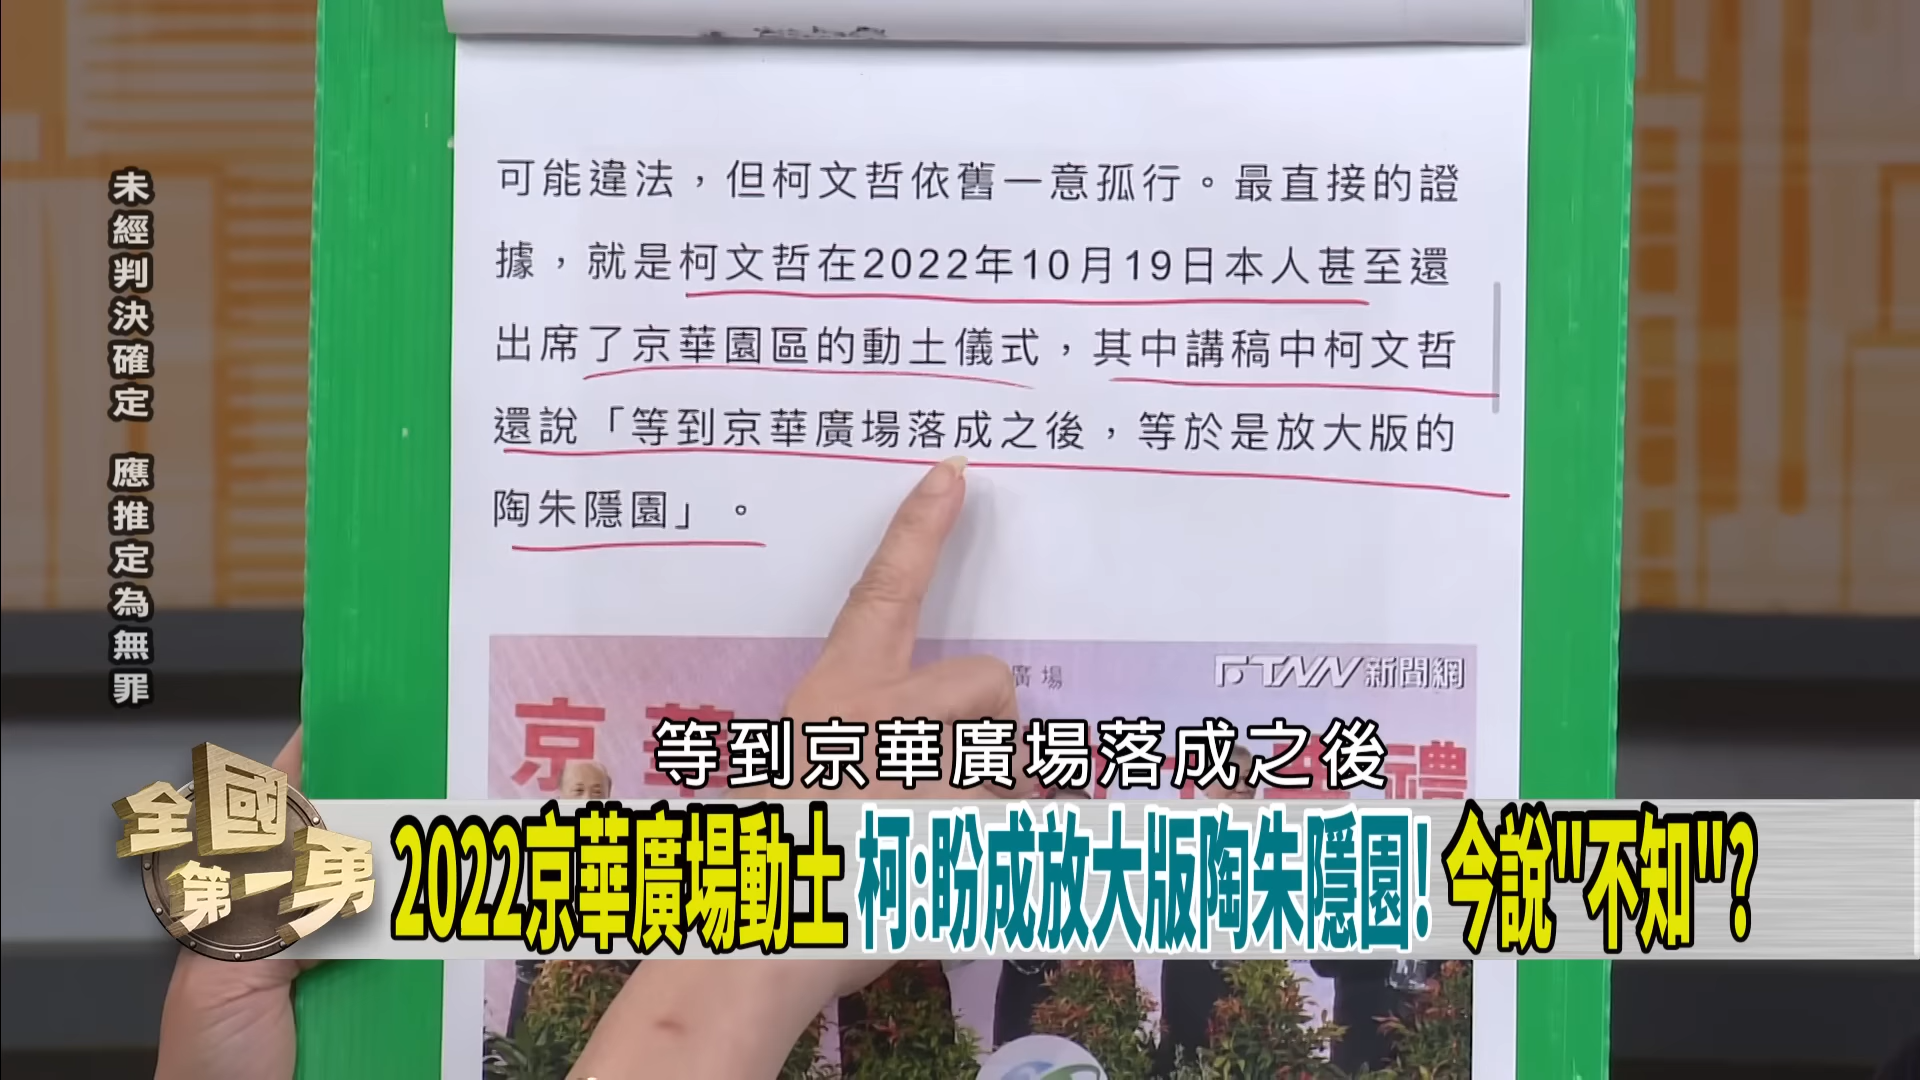 可能違法，但柯文哲依舊一意孤行。最直接的證
據，就是柯文哲在2022年10月19日本人甚至還
出席了京華園區的動土儀式，其中講稿中柯文哲
還說「等到京華廣場落成之後，等於是放大版的
陶朱隱園」。
未經判決確定 應推定為無罪
廣場
FTNN新聞網
京華
禮
等到京華廣場落成之後
全國第一勇
2022京華廣場動土 柯:盼成放大版陶朱隱園! 今說"不知"?